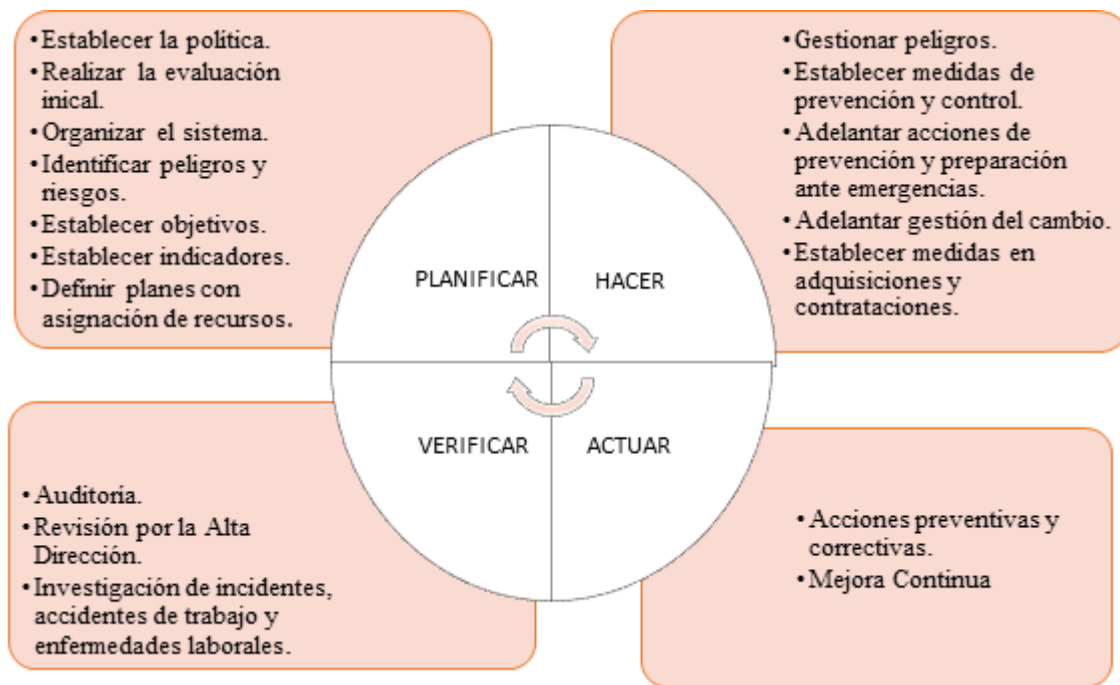 •Establecer la política.
•Realizar la evaluación
inical.
•Organizar el sistema.
•Identificar peligros y
riesgos.
•Establecer objetivos.
•Establecer indicadores.
•Definir planes con
asignación de recursos.
•Gestionar peligros.
•Establecer medidas de
prevención y control.
•Adelantar acciones de
prevención y preparación
ante emergencias.
•Adelantar gestión del cambio.
•Establecer medidas en
adquisiciones y
contrataciones.
PLANIFICAR
HACER
VERIFICAR
ACTUAR
•Auditoría.
•Revisión por la Alta
Dirección.
•Investigación de incidentes,
accidentes de trabajo y
enfermedades laborales.
•Acciones preventivas y
correctivas.
•Mejora Continua